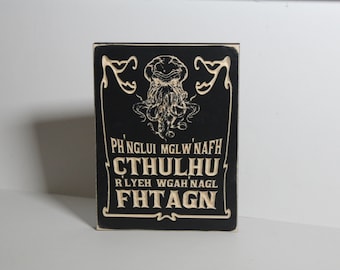 PH'NGLUI MGLW'NAFH
CTHULHU
R'LYEH WGAH'NAGL
FHTAGN